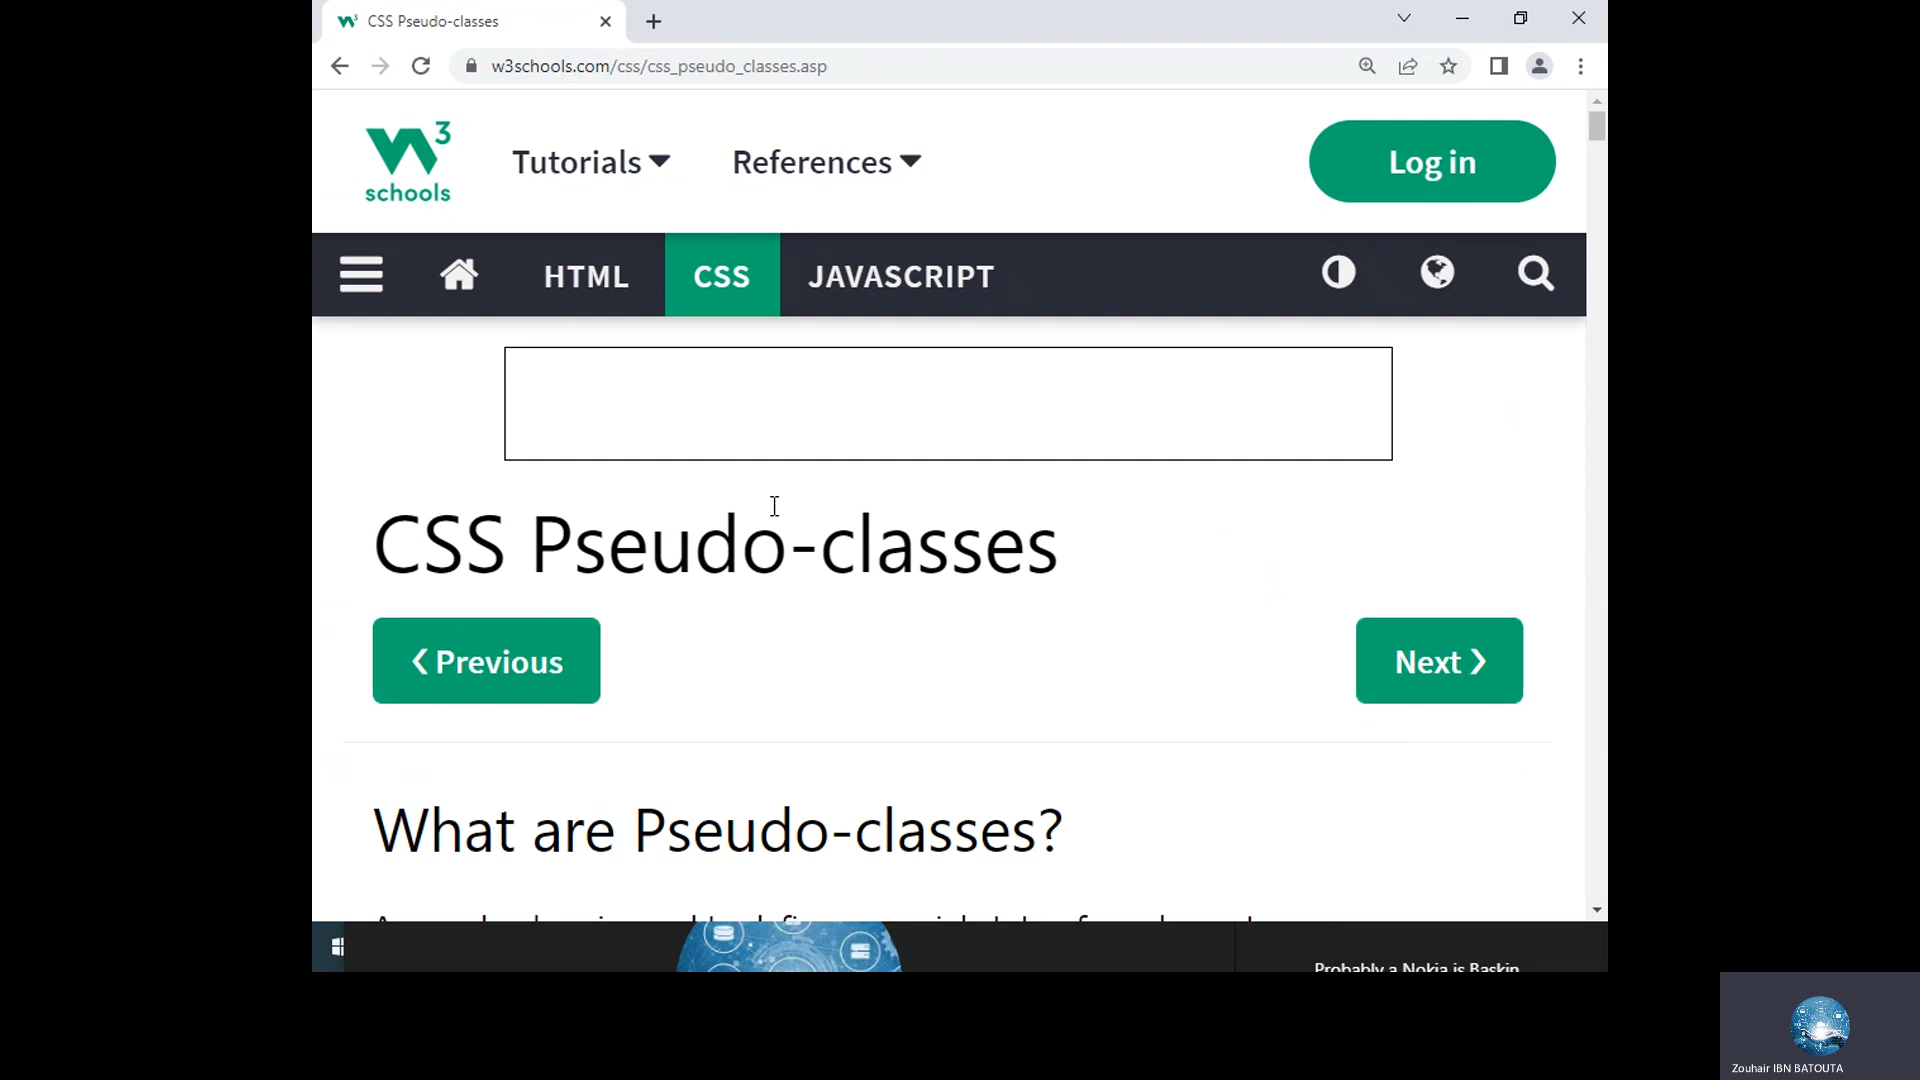 CSS Pseudo-classes
w3schools.com/css/css_pseudo_classes.asp
W3
schools
Tutorials
References
Log in
HTML
CSS
JAVASCRIPT
CSS Pseudo-classes
❮ Previous
Next ❯
What are Pseudo-classes?
Probably a Nokia is Baskin
Zouhair IBN BATOUTA